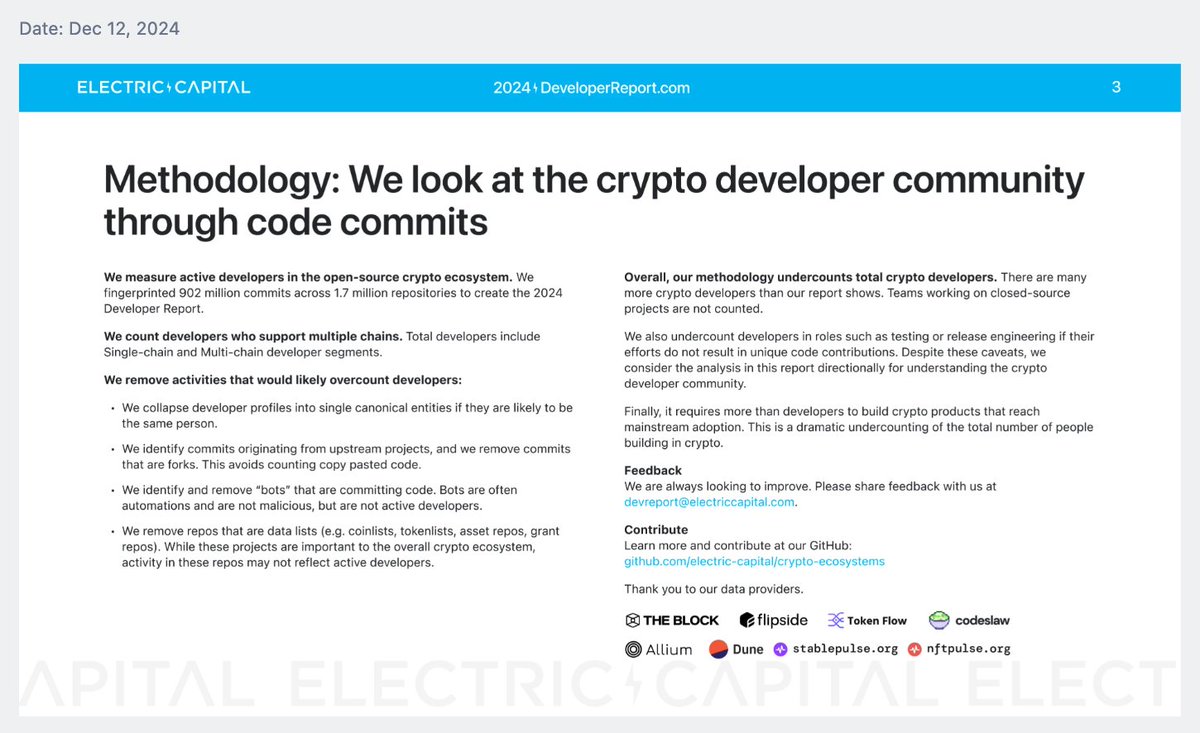 Date: Dec 12, 2024
ELECTRIC CAPITAL
2024 DeveloperReport.com
3
Methodology: We look at the crypto developer community
through code commits
We measure active developers in the open-source crypto ecosystem. We
fingerprinted 902 million commits across 1.7 million repositories to create the 2024
Developer Report.
We count developers who support multiple chains. Total developers include
Single-chain and Multi-chain developer segments.
We remove activities that would likely overcount developers:
• We collapse developer profiles into single canonical entities if they are likely to be
the same person.
• We identify commits originating from upstream projects, and we remove commits
that are forks. This avoids counting copy pasted code.
• We identify and remove “bots” that are committing code. Bots are often
automations and are not malicious, but are not active developers.
• We remove repos that are data lists (e.g. coinlists, tokenlists, asset repos, grant
repos). While these projects are important to the overall crypto ecosystem,
activity in these repos may not reflect active developers.
Overall, our methodology undercounts total crypto developers. There are many
more crypto developers than our report shows. Teams working on closed-source
projects are not counted.
We also undercount developers in roles such as testing or release engineering if their
efforts do not result in unique code contributions. Despite these caveats, we
consider the analysis in this report directionally for understanding the crypto
developer community.
Finally, it requires more than developers to build crypto products that reach
mainstream adoption. This is a dramatic undercounting of the total number of people
building in crypto.
Feedback
We are always looking to improve. Please share feedback with us at
devreport@electriccapital.com.
Contribute
Learn more and contribute at our GitHub:
github.com/electric-capital/crypto-ecosystems
Thank you to our data providers.
THE BLOCK flipside Token Flow codeslaw
Allium Dune stablepulse.org nftpulse.org
APITAL ELECTRIC CAPITAL ELECT